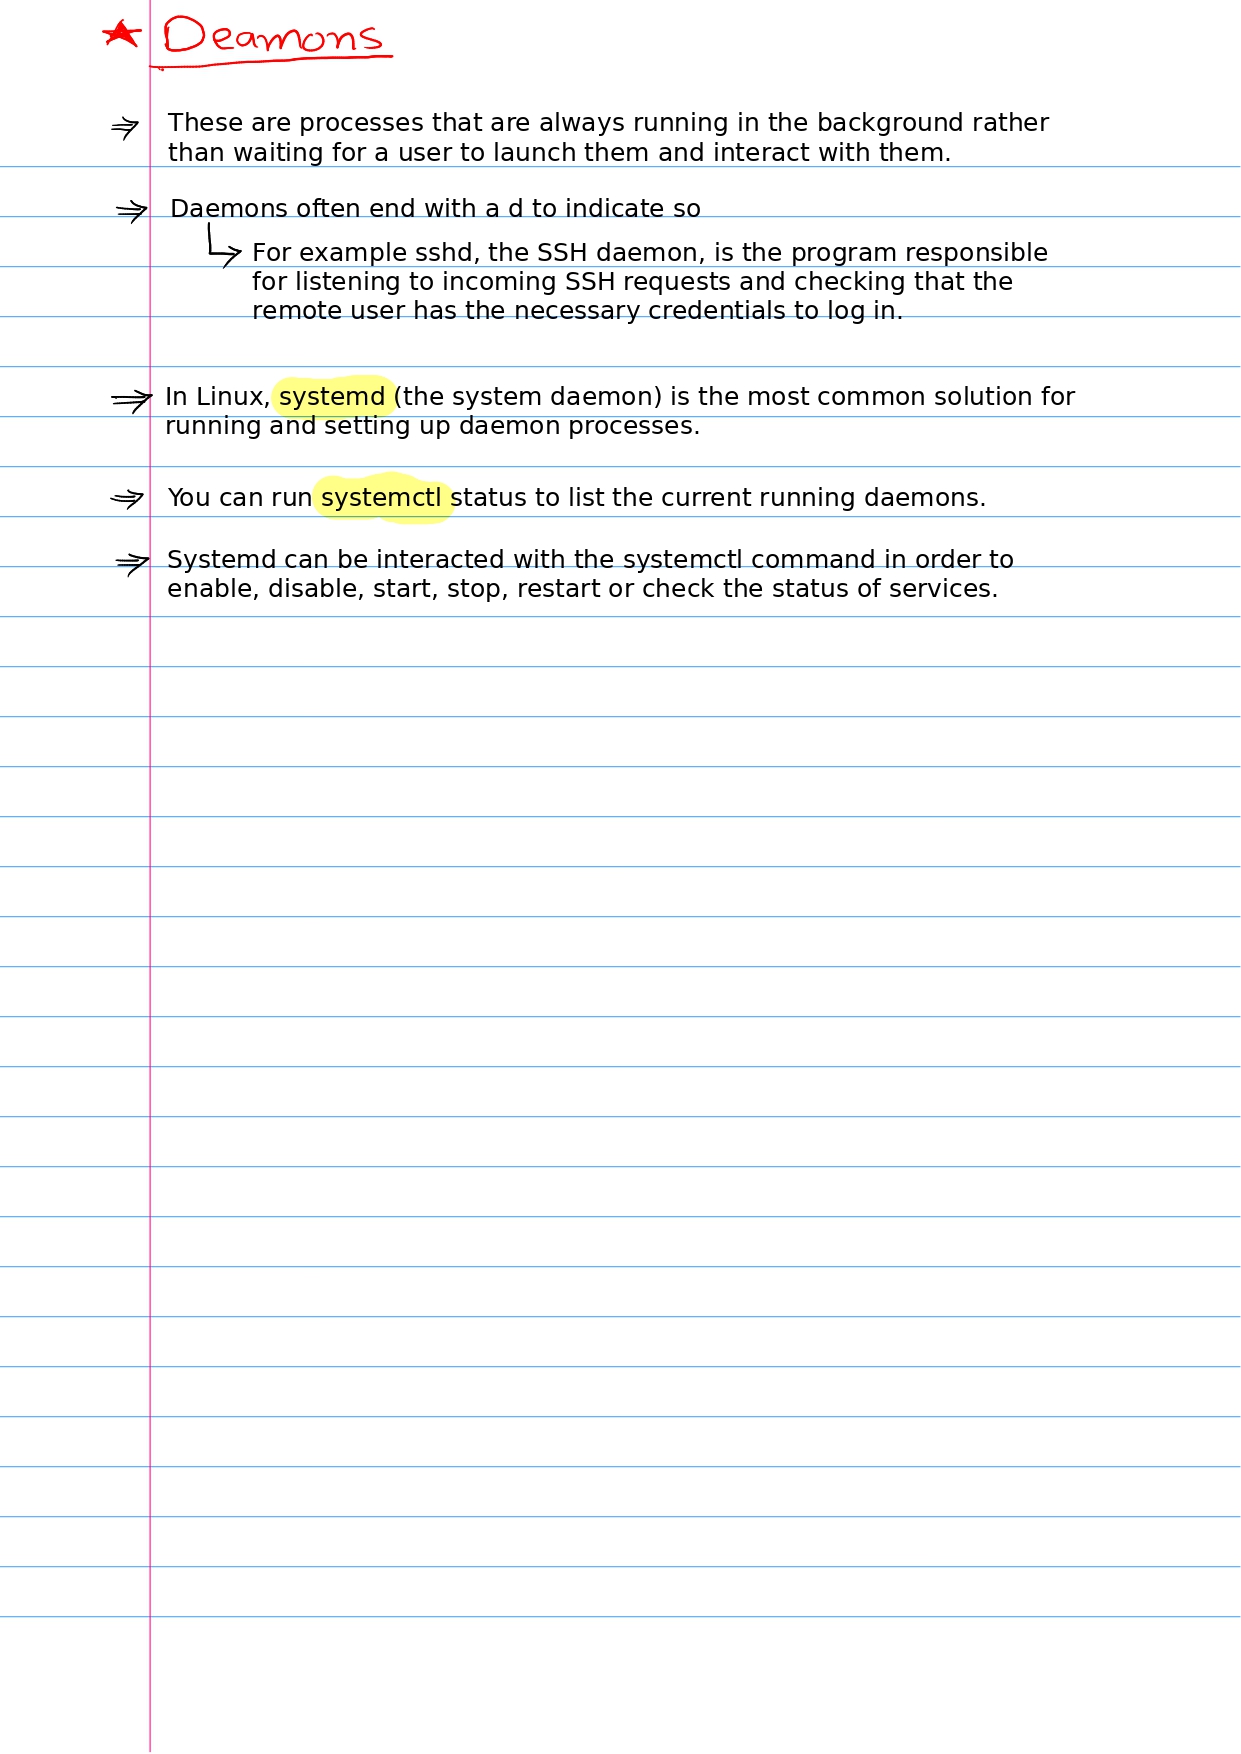 Deamons
These are processes that are always running in the background rather
than waiting for a user to launch them and interact with them.
Daemons often end with a d to indicate so
For example sshd, the SSH daemon, is the program responsible
for listening to incoming SSH requests and checking that the
remote user has the necessary credentials to log in.
In Linux, systemd (the system daemon) is the most common solution for
running and setting up daemon processes.
You can run systemctl status to list the current running daemons.
Systemd can be interacted with the systemctl command in order to
enable, disable, start, stop, restart or check the status of services.